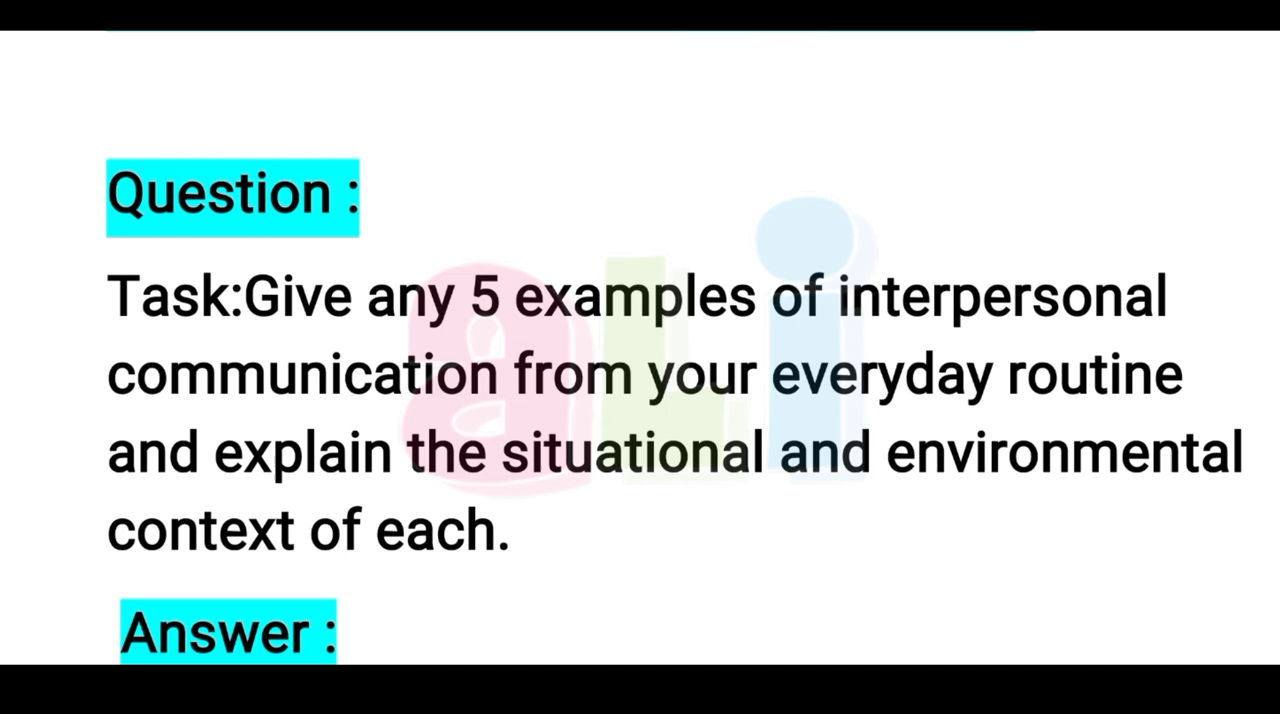 Question :
Task:Give any 5 examples of interpersonal
communication from your everyday routine
and explain the situational and environmental
context of each.
Answer :
aLi